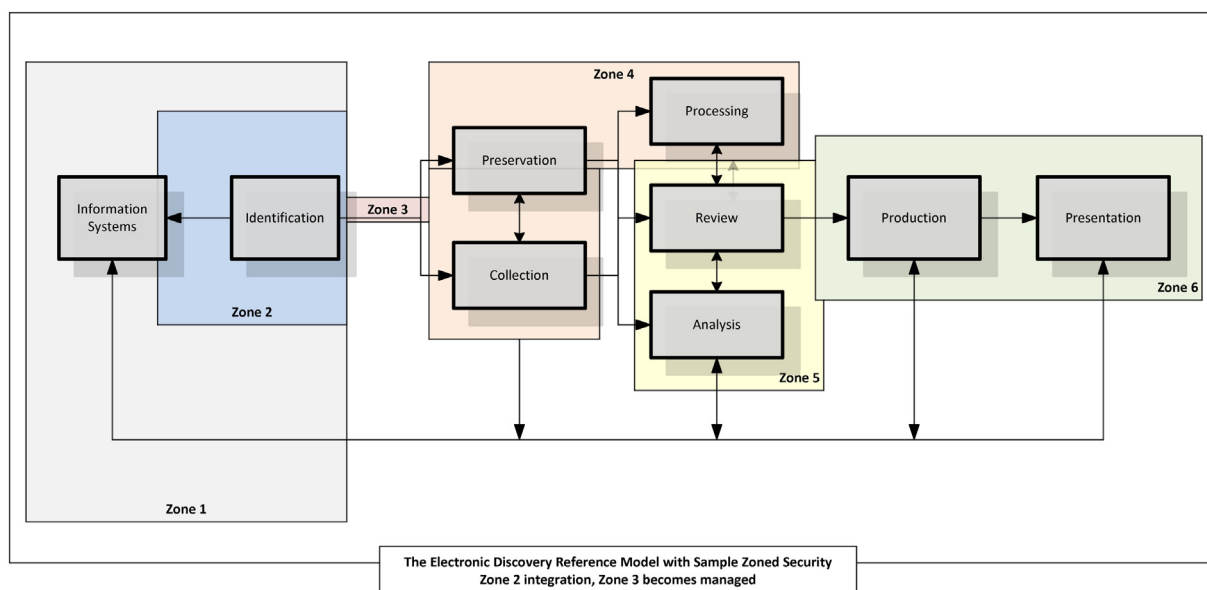 Zone 4
Processing
Preservation
Information
Systems
Identification
Zone 3
Review
Production
Presentation
Collection
Zone 6
Zone 2
Analysis
Zone 5
Zone 1
The Electronic Discovery Reference Model with Sample Zoned Security
Zone 2 integration, Zone 3 becomes managed